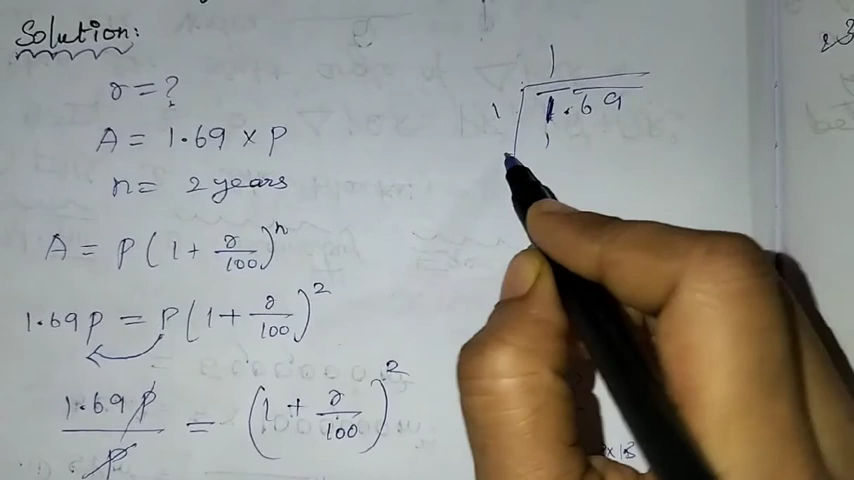 Solution:
r = ?
A = 1.69 × P
n = 2 years
A = P(1 + r/100)^n
1.69P = P(1 + r/100)^2
1.69P/P = (1 + r/100)^2
1
1 1.69
1